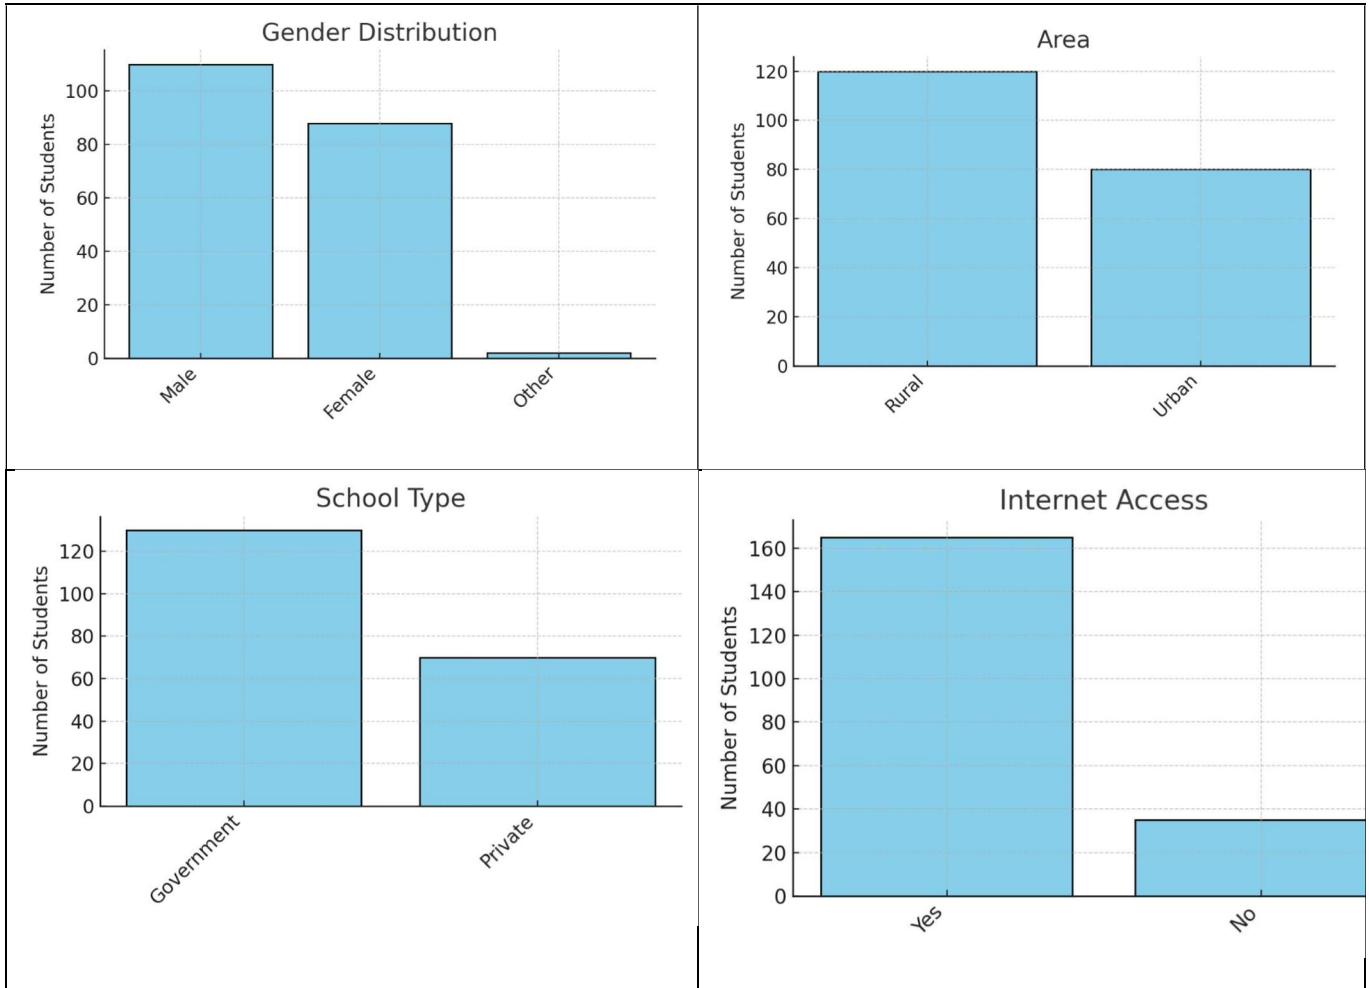 Gender Distribution
Number of Students
100
80
60
40
20
0
Male
Female
Other
Area
Number of Students
120
100
80
60
40
20
0
Rural
Urban
School Type
Number of Students
120
100
80
60
40
20
0
Government
Private
Internet Access
Number of Students
160
140
120
100
80
60
40
20
0
Yes
No